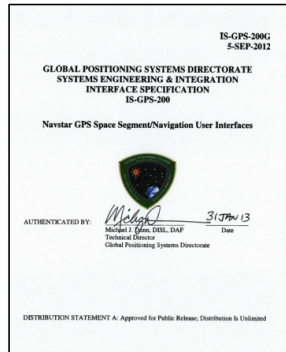 IS-GPS-200G
5-SEP-2012
GLOBAL POSITIONING SYSTEMS DIRECTORATE
SYSTEMS ENGINEERING & INTEGRATION
INTERFACE SPECIFICATION
IS-GPS-200
Navstar GPS Space Segment/Navigation User Interfaces
AUTHENTICATED BY:
31 JAN 13
Michael J. Dunn, DISL, DAF
Date
Technical Director
Global Positioning Systems Directorate
DISTRIBUTION STATEMENT A: Approved for Public Release; Distribution Is Unlimited